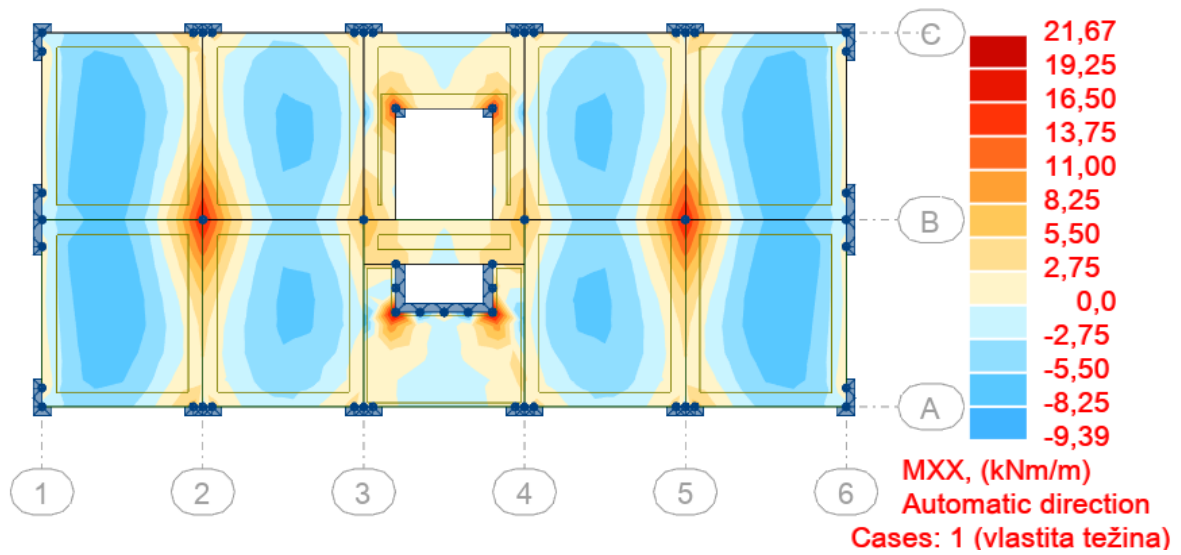 C
B
A
1 2 3 4 5 6
21,67
19,25
16,50
13,75
11,00
8,25
5,50
2,75
0,0
-2,75
-5,50
-8,25
-9,39
MXX, (kNm/m)
Automatic direction
Cases: 1 (vlastita težina)